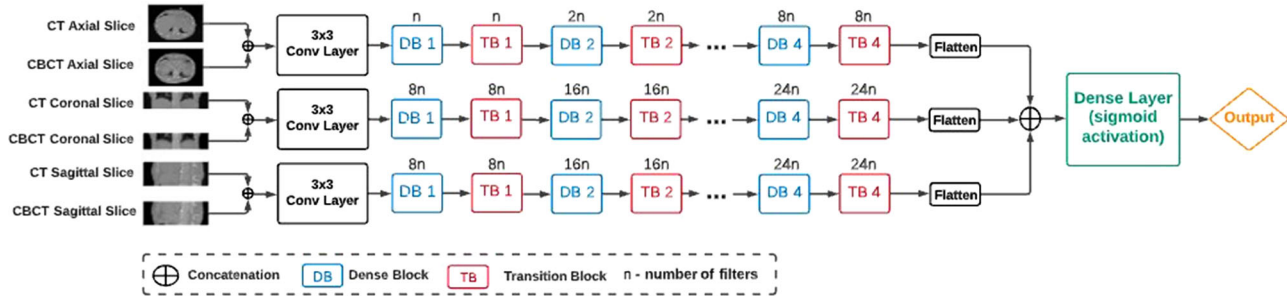 CT Axial Slice
CBCT Axial Slice
3x3
Conv Layer
n
DB 1
n
TB 1
2n
DB 2
2n
TB 2
...
8n
DB 4
8n
TB 4
Flatten
CT Coronal Slice
CBCT Coronal Slice
3x3
Conv Layer
8n
DB 1
8n
TB 1
16n
DB 2
16n
TB 2
...
24n
DB 4
24n
TB 4
Flatten
CT Sagittal Slice
CBCT Sagittal Slice
3x3
Conv Layer
8n
DB 1
8n
TB 1
16n
DB 2
16n
TB 2
...
24n
DB 4
24n
TB 4
Flatten
Dense Layer
(sigmoid
activation)
Output
Concatenation
DB Dense Block
TB Transition Block
n - number of filters